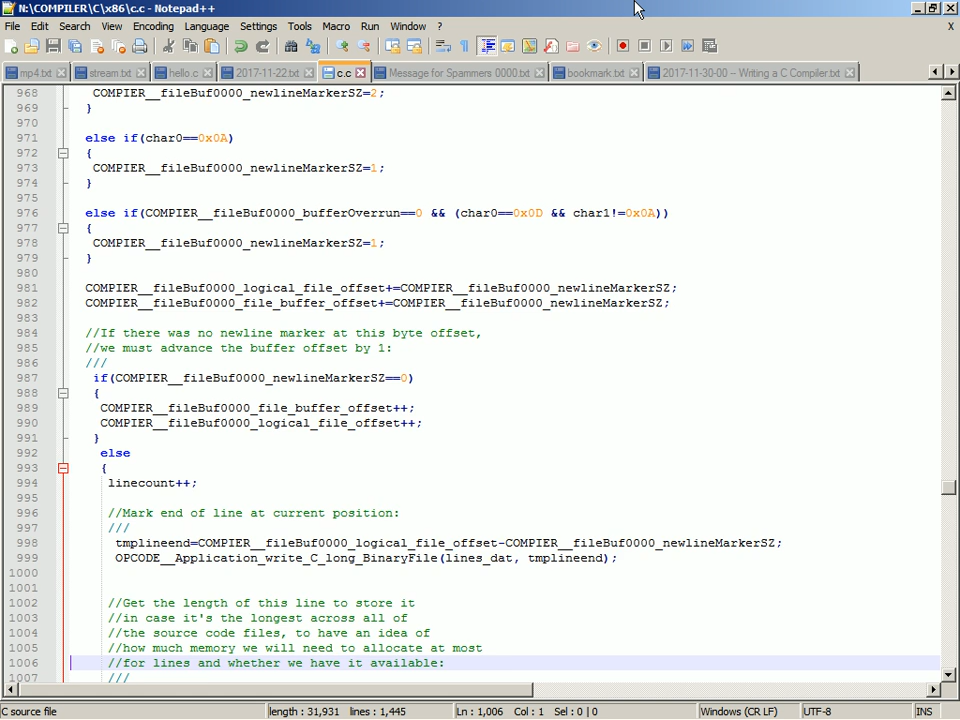 N:\COMPILER\C\x86\c.c - Notepad++
File Edit Search View Encoding Language Settings Tools Macro Run Window ? X
mp4.txt stream.txt hello.c 2017-11-22.txt c.c Message for Spammers 0000.txt bookmark.txt 2017-11-30-00 – Writing a C Compiler.txt
968 COMPIER__fileBuf0000_newlineMarkerSZ=2;
969 }
970
971 else if(char0==0x0A)
972 {
973 COMPIER__fileBuf0000_newlineMarkerSZ=1;
974 }
975
976 else if(COMPIER__fileBuf0000_bufferOverrun==0 && (char0==0x0D && char1!=0x0A))
977 {
978 COMPIER__fileBuf0000_newlineMarkerSZ=1;
979 }
980
981 COMPIER__fileBuf0000_logical_file_offset+=COMPIER__fileBuf0000_newlineMarkerSZ;
982 COMPIER__fileBuf0000_file_buffer_offset+=COMPIER__fileBuf0000_newlineMarkerSZ;
983
984 //If there was no newline marker at this byte offset,
985 //we must advance the buffer offset by 1:
986 ///
987 if(COMPIER__fileBuf0000_newlineMarkerSZ==0)
988 {
989 COMPIER__fileBuf0000_file_buffer_offset++;
990 COMPIER__fileBuf0000_logical_file_offset++;
991 }
992 else
993 {
994 linecount++;
995
996 //Mark end of line at current position:
997 ///
998 tmplineend=COMPIER__fileBuf0000_logical_file_offset-COMPIER__fileBuf0000_newlineMarkerSZ;
999 OPCODE__Application_write_C_long_BinaryFile(lines_dat, tmplineend);
1000
1001
1002 //Get the length of this line to store it
1003 //in case it's the longest across all of
1004 //the source code files, to have an idea of
1005 //how much memory we will need to allocate at most
1006 //for lines and whether we have it available:
1007 ///
C source file length : 31,931 lines : 1,445 Ln : 1,006 Col : 1 Sel : 0 | 0 Windows (CR LF) UTF-8 INS